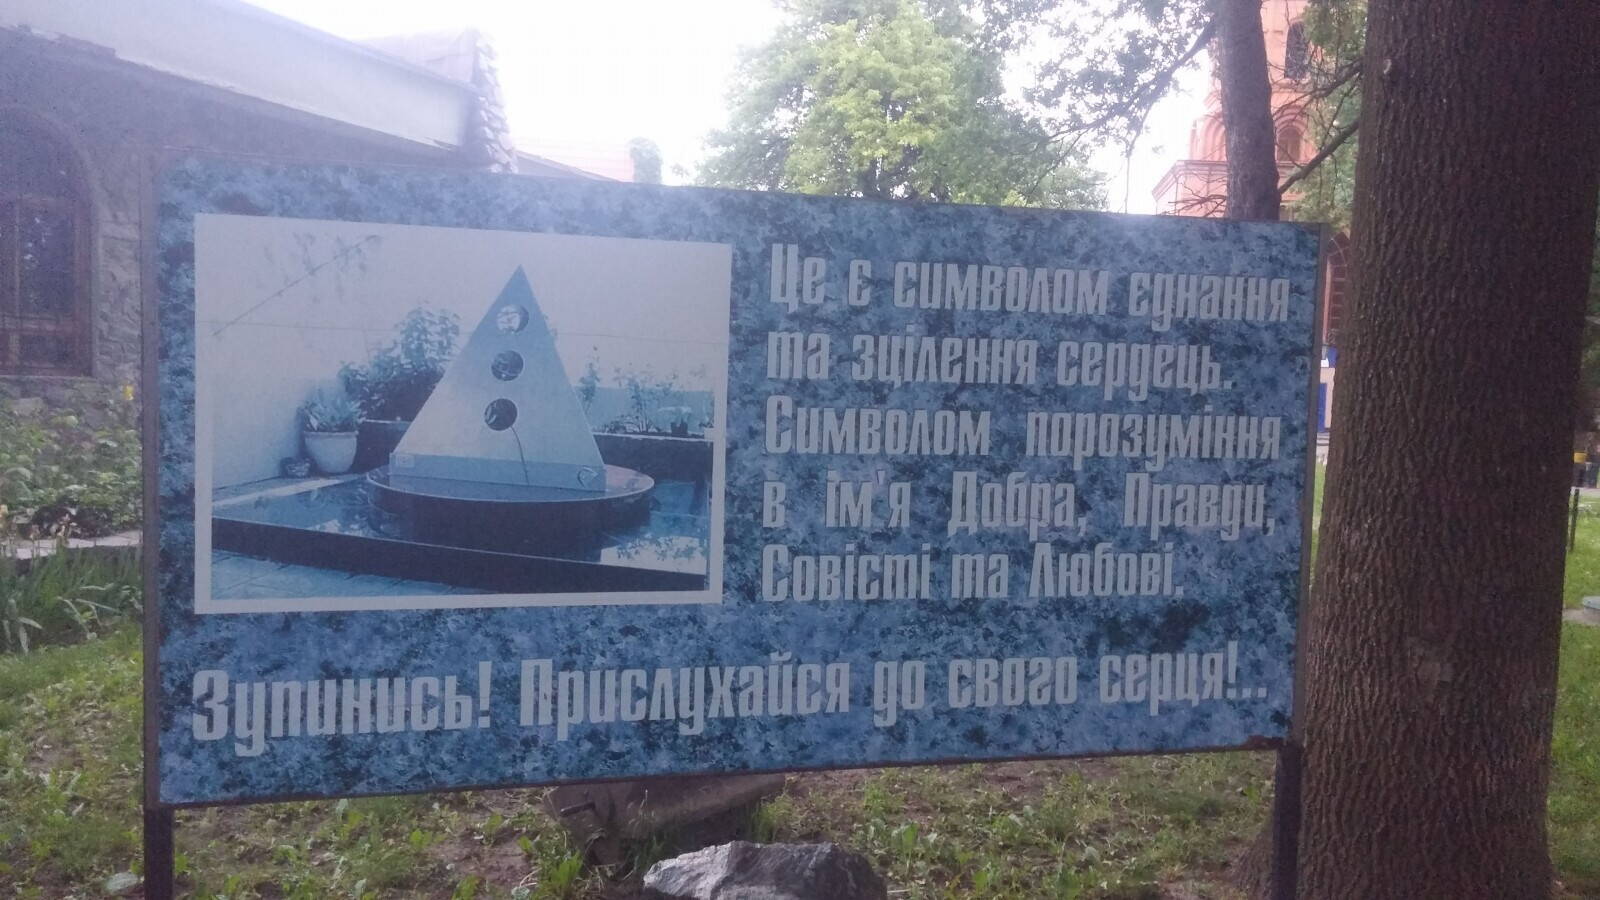 Це є символом єднання
та зцілення сердець.
Символом порозуміння
в ім'я Добра, Правди,
Совісті та Любові.
Зупинись! Прислухайся до свого серця!..